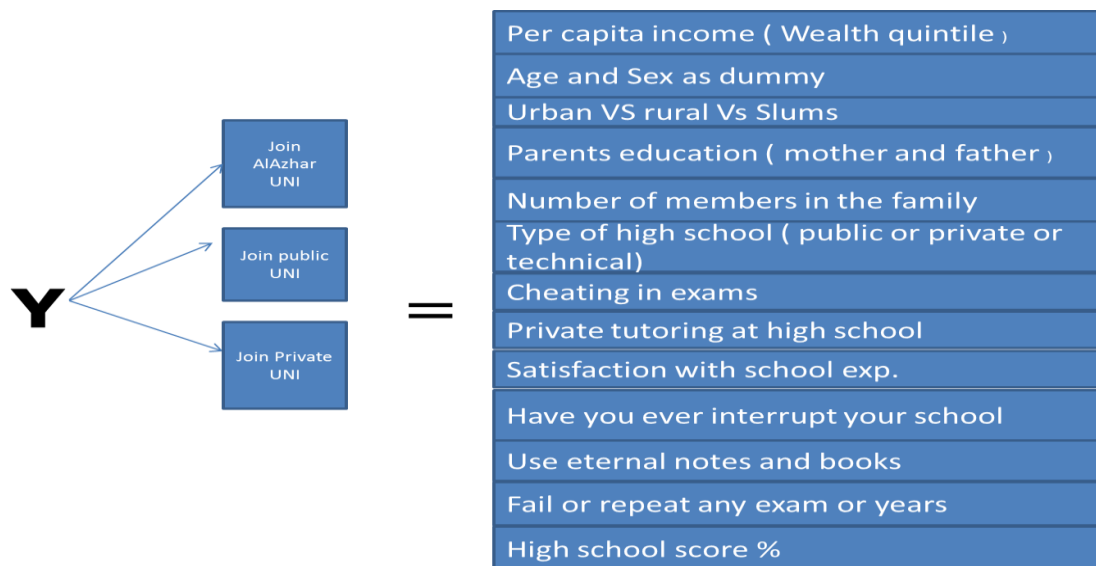 Per capita income ( Wealth quintile )
Age and Sex as dummy
Urban VS rural Vs Slums
Parents education ( mother and father )
Number of members in the family
Type of high school ( public or private or
technical)
Cheating in exams
Private tutoring at high school
Satisfaction with school exp.
Have you ever interrupt your school
Use eternal notes and books
Fail or repeat any exam or years
High school score %
Join
AlAzhar
UNI
Join public
UNI
Join Private
UNI
Y
=